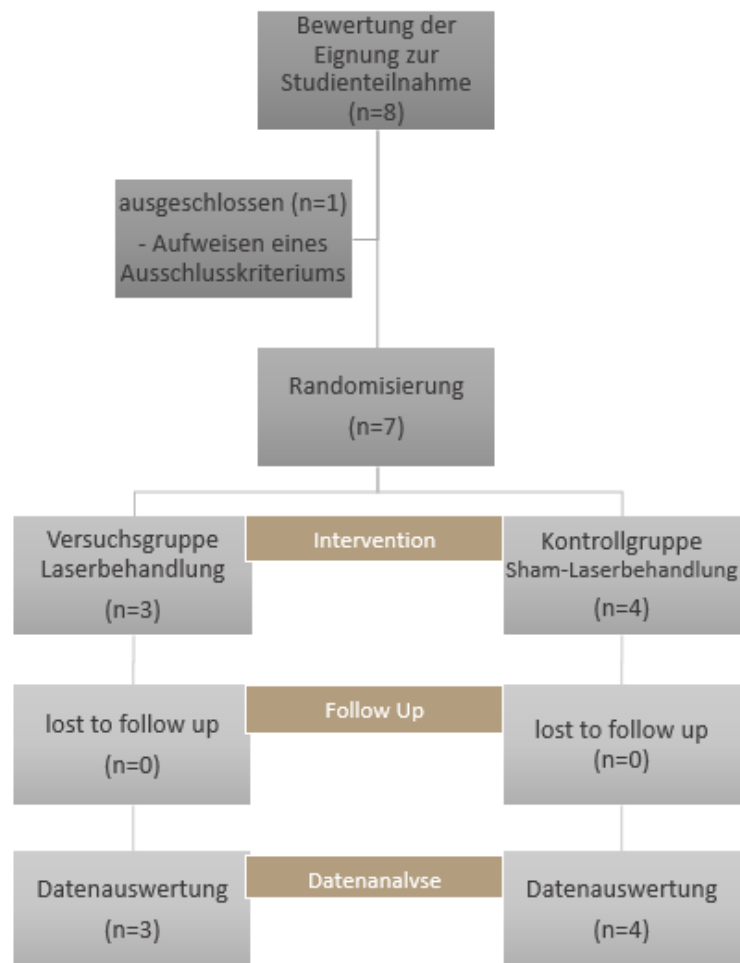 Bewertung der
Eignung zur
Studienteilnahme
(n=8)
ausgeschlossen (n=1)
- Aufweisen eines
Ausschlusskriteriums
Randomisierung
(n=7)
Versuchsgruppe
Laserbehandlung
(n=3)
Intervention
Kontrollgruppe
Sham-Laserbehandlung
(n=4)
lost to follow up
(n=0)
Follow Up
lost to follow up
(n=0)
Datenauswertung
(n=3)
Datenanalyse
Datenauswertung
(n=4)